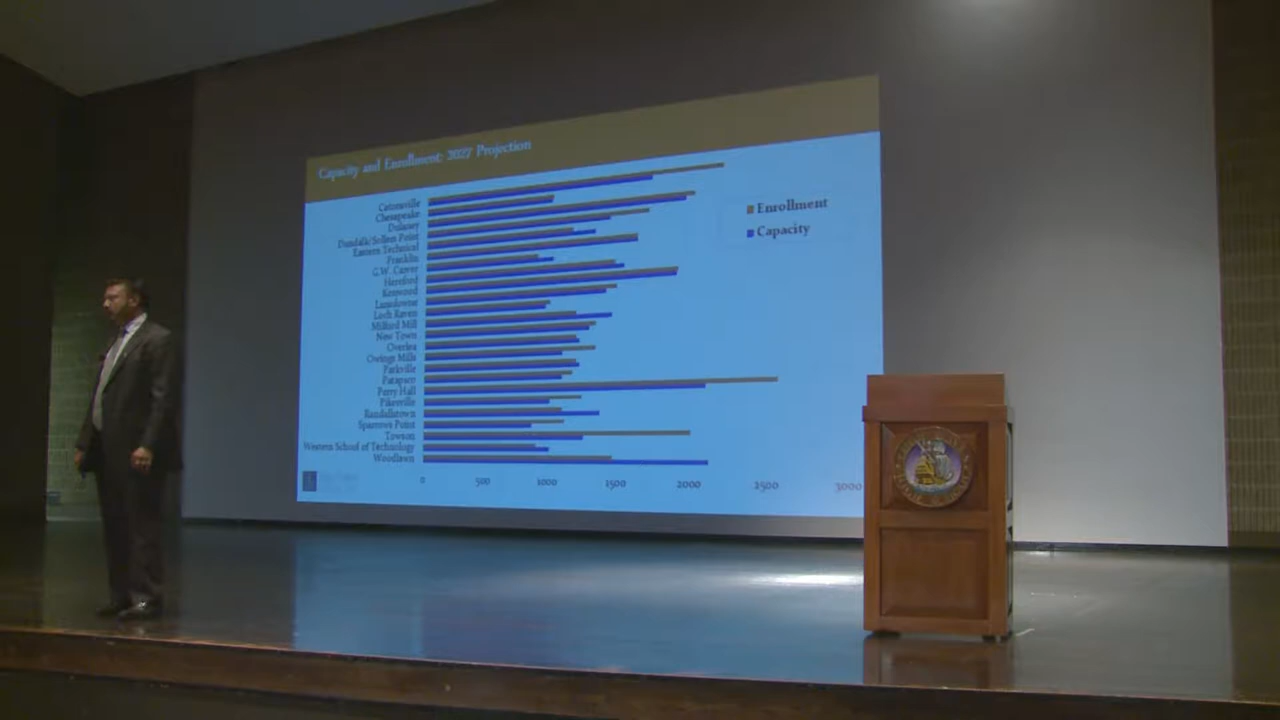 Capacity and Enrollment: 2027 Projection
Catonsville
Chesapeake
Dulaney
Dundalk/Sollers Point
Eastern Technical
Franklin
G.W. Carver
Hereford
Kenwood
Lansdowne
Loch Raven
Milford Mill
New Town
Overlea
Owings Mills
Parkville
Patapsco
Perry Hall
Pikesville
Randallstown
Sparrows Point
Towson
Western School of Technology
Woodlawn
Enrollment
Capacity
0 500 1000 1500 2000 2500 3000